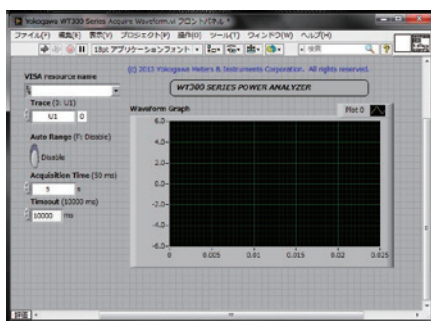 Yokogawa WT300 Series Acquire Waveform.vi フロントパネル *
ファイル(F) 編集(E) 表示(V) プロジェクト(P) 操作(O) ツール(T) ウィンドウ(W) ヘルプ(H)
18pt アプリケーションフォント
検索
(c) 2013 Yokogawa Meters & Instruments Corporation. All rights reserved.
VISA resource name
WT300 SERIES POWER ANALYZER
Trace (0: U1)
U1 0
Waveform Graph
Plot 0
Auto Range (F: Disable)
Disable
Acquisition Time (50 ms)
5 s
Timeout (10000 ms)
10000 ms
6.0
4.0
2.0
0.0
-2.0
-4.0
-6.0
0 0.005 0.01 0.015 0.02 0.025
評価